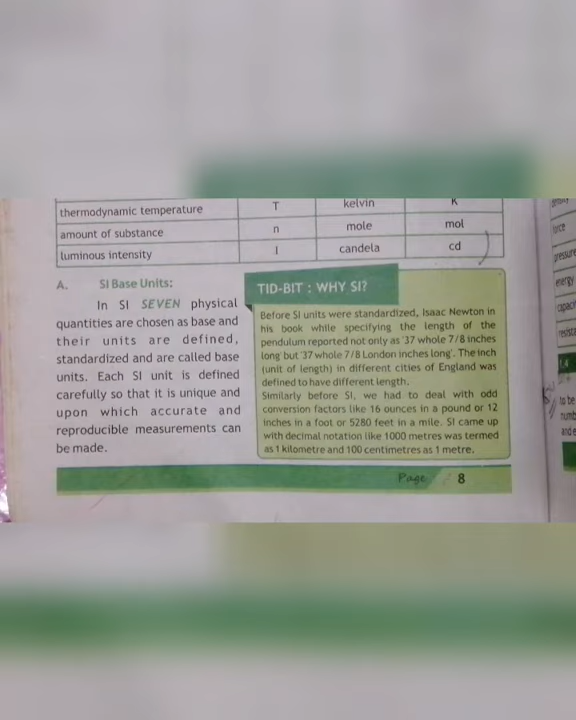 thermodynamic temperature T kelvin K
amount of substance n mole mol
luminous intensity I candela cd
A. SI Base Units:
In SI SEVEN physical
quantities are chosen as base and
their units are defined,
standardized and are called base
units. Each SI unit is defined
carefully so that it is unique and
upon which accurate and
reproducible measurements can
be made.
TID-BIT : WHY SI?
Before SI units were standardized, Isaac Newton in
his book while specifying the length of the
pendulum reported not only as '37 whole 7/8 inches
long' but '37 whole 7/8 London inches long'. The inch
(unit of length) in different cities of England was
defined to have different length.
Similarly before SI, we had to deal with odd
conversion factors like 16 ounces in a pound or 12
inches in a foot or 5280 feet in a mile. SI came up
with decimal notation like 1000 metres was termed
as 1 kilometre and 100 centimetres as 1 metre.
Page 8
pressure
energy
to be